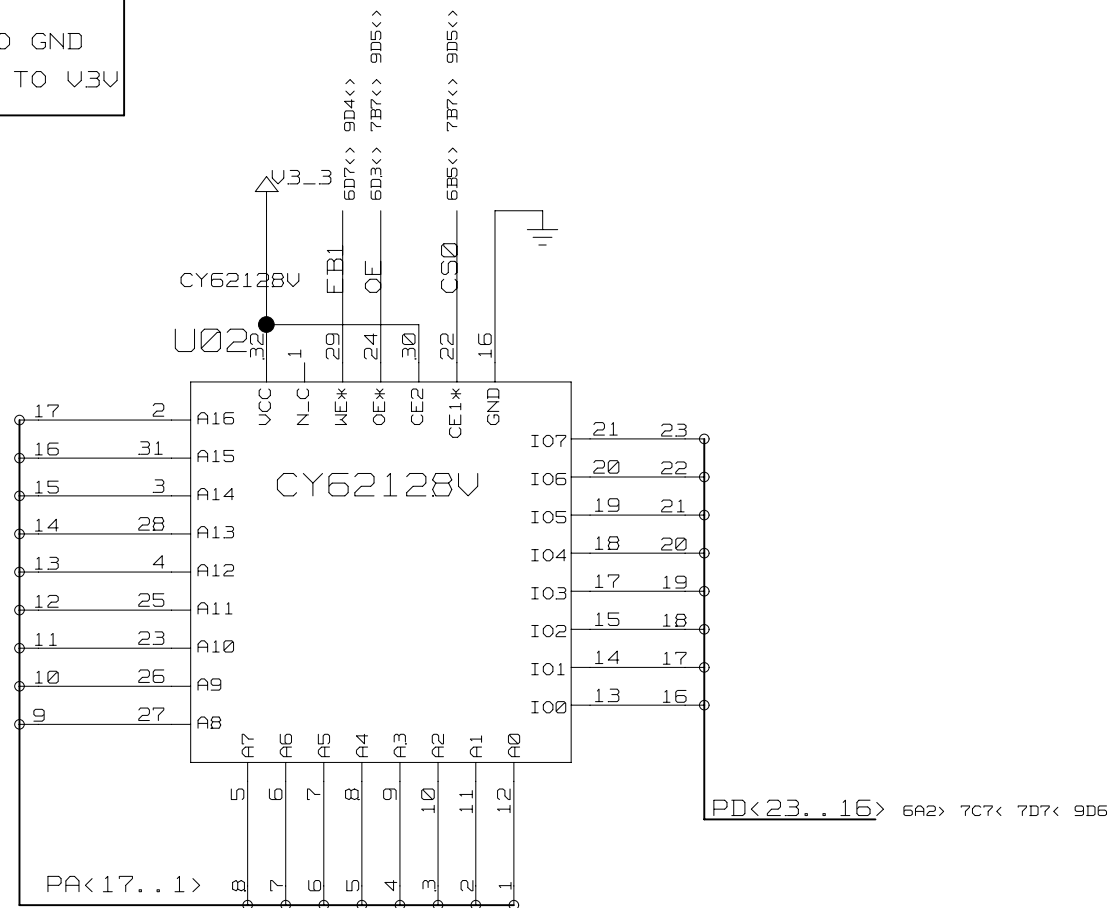 GND
TO V3V
6D7<> 9D4<>
6D3<> 7B7<> 9D5<>
6B5<> 7B7<> 9D5<>
V3_3
EB1
OE
CS0
CY62128V
U02
32
1
29
24
30
22
16
VCC
N_C
WE*
OE*
CE2
CE1*
GND
CY62128V
17 2 A16
16 31 A15
15 3 A14
14 28 A13
13 4 A12
12 25 A11
11 23 A10
10 26 A9
9 27 A8
IO7 21 23
IO6 20 22
IO5 19 21
IO4 18 20
IO3 17 19
IO2 15 18
IO1 14 17
IO0 13 16
A7 A6 A5 A4 A3 A2 A1 A0
5 6 7 8 9 10 11 12
8 7 6 5 4 3 2 1
PD<23..16> 6A2> 7C7< 7D7< 9D6
PA<17..1>